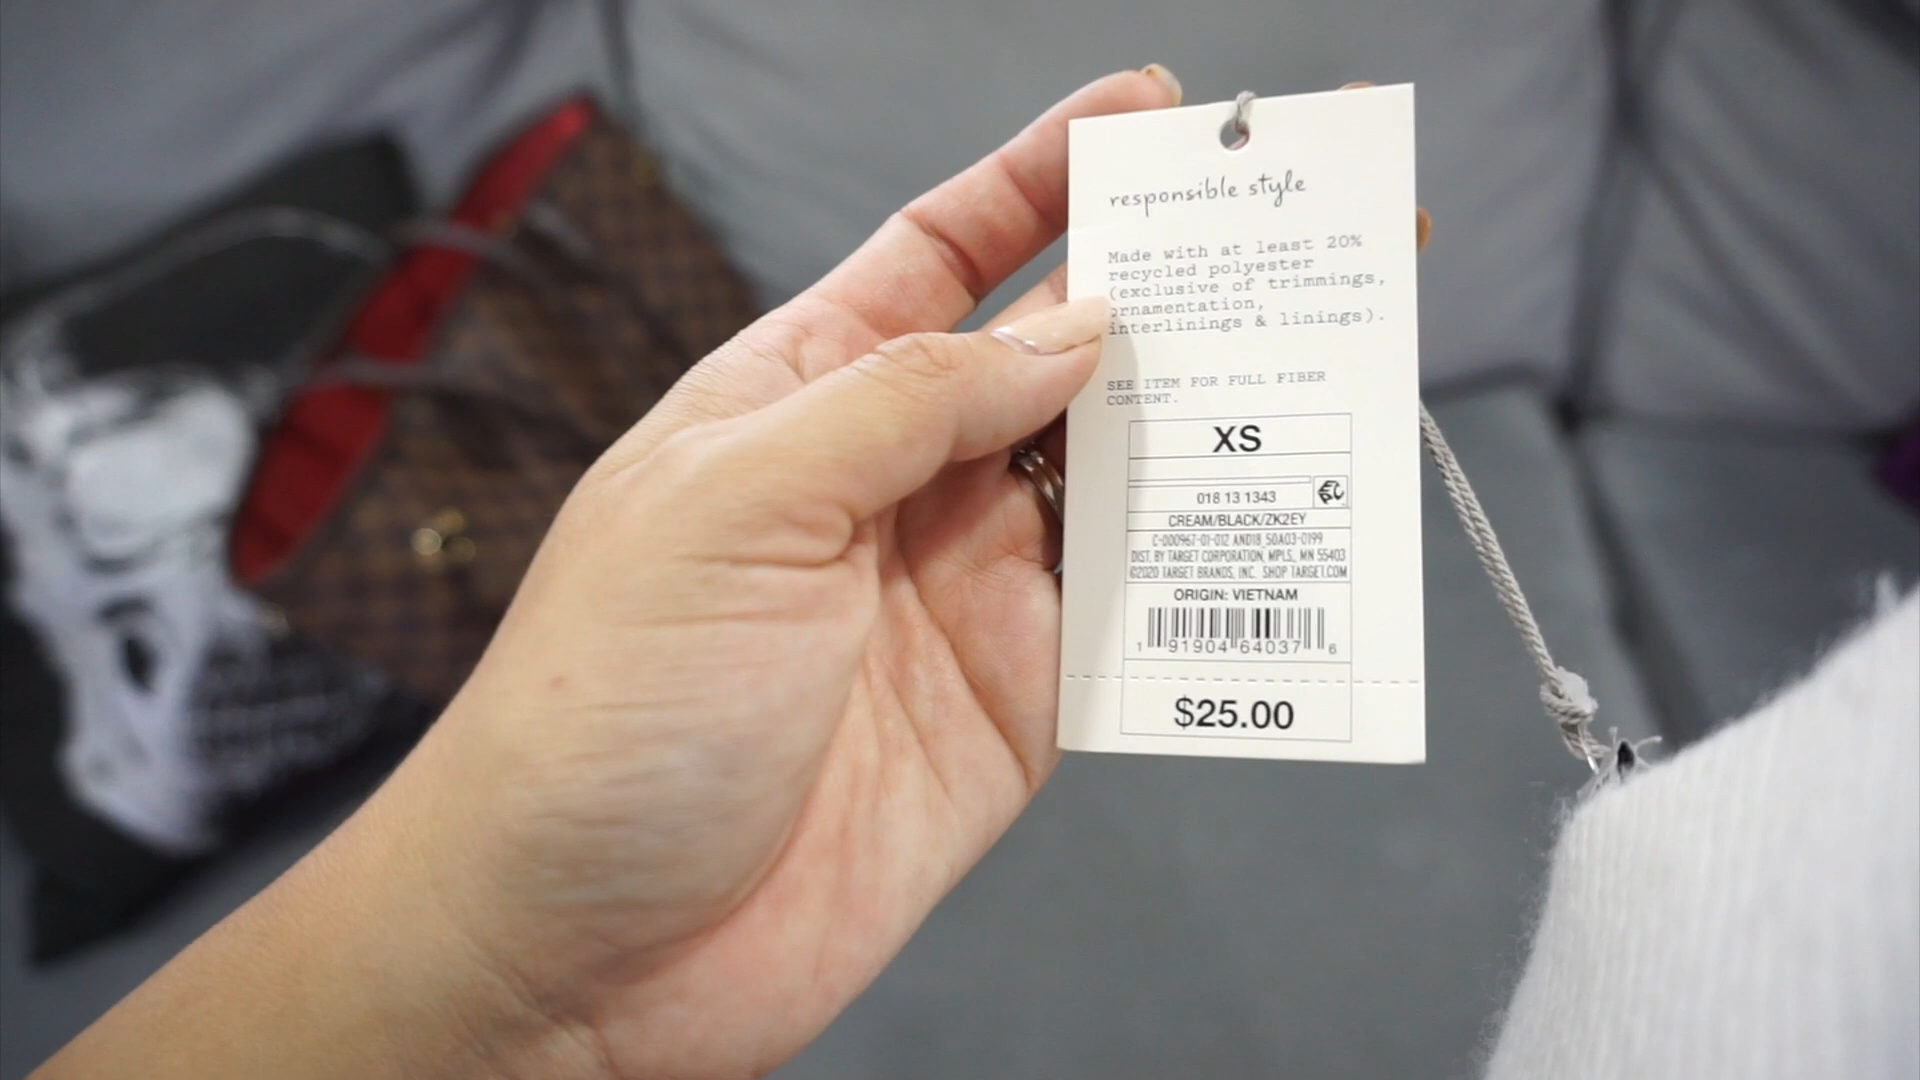 responsible style
Made with at least 20%
recycled polyester
(exclusive of trimmings,
ornamentation,
interlinings & linings).
SEE ITEM FOR FULL FIBER
CONTENT.
XS
018 13 1343
CREAM/BLACK/ZK2EY
C-000967-01-012 AND18_50A03-0199
DIST. BY TARGET CORPORATION, MPLS., MN 55403
©2020 TARGET BRANDS, INC. SHOP TARGET.COM
ORIGIN: VIETNAM
1 91904 64037 6
$25.00